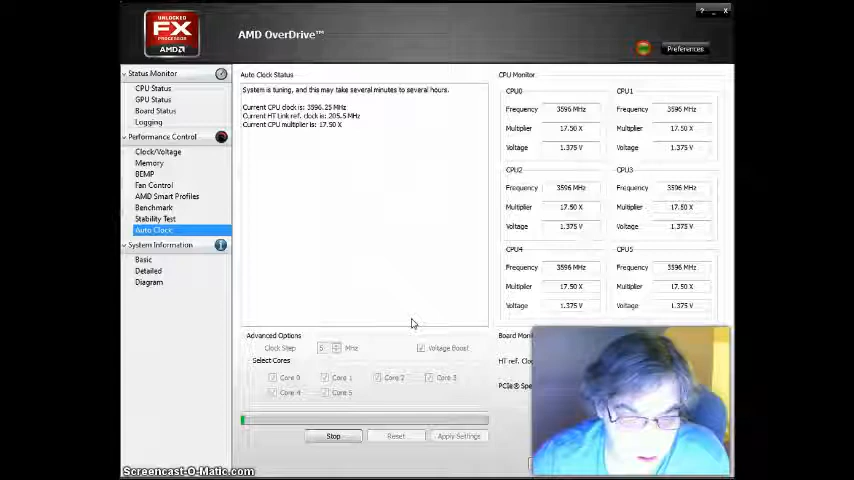 UNLOCKED
FX
PROCESSOR
AMD
AMD OverDrive™
? _ x
Preferences
Status Monitor
CPU Status
GPU Status
Board Status
Logging
Performance Control
Clock/Voltage
Memory
BEMP
Fan Control
AMD Smart Profiles
Benchmark
Stability Test
Auto Clock
System Information
Basic
Detailed
Diagram
Auto Clock Status
System is tuning, and this may take several minutes to several hours.
Current CPU clock is: 3596.25 MHz
Current HT Link ref. clock is: 205.5 MHz
Current CPU multiplier is: 17.50 X
Advanced Options
Clock Step 5 MHz Voltage Boost
Select Cores
Core 0 Core 1 Core 2 Core 3
Core 4 Core 5
Stop Reset Apply Settings
CPU Monitor
CPU0 CPU1
Frequency 3596 MHz Frequency 3596 MHz
Multiplier 17.50 X Multiplier 17.50 X
Voltage 1.375 V Voltage 1.375 V
CPU2 CPU3
Frequency 3596 MHz Frequency 3596 MHz
Multiplier 17.50 X Multiplier 17.50 X
Voltage 1.375 V Voltage 1.375 V
CPU4 CPU5
Frequency 3596 MHz Frequency 3596 MHz
Multiplier 17.50 X Multiplier 17.50 X
Voltage 1.375 V Voltage 1.375 V
Board Mon
HT ref. Cloc
PCIe® Spe
Screencast-O-Matic.com